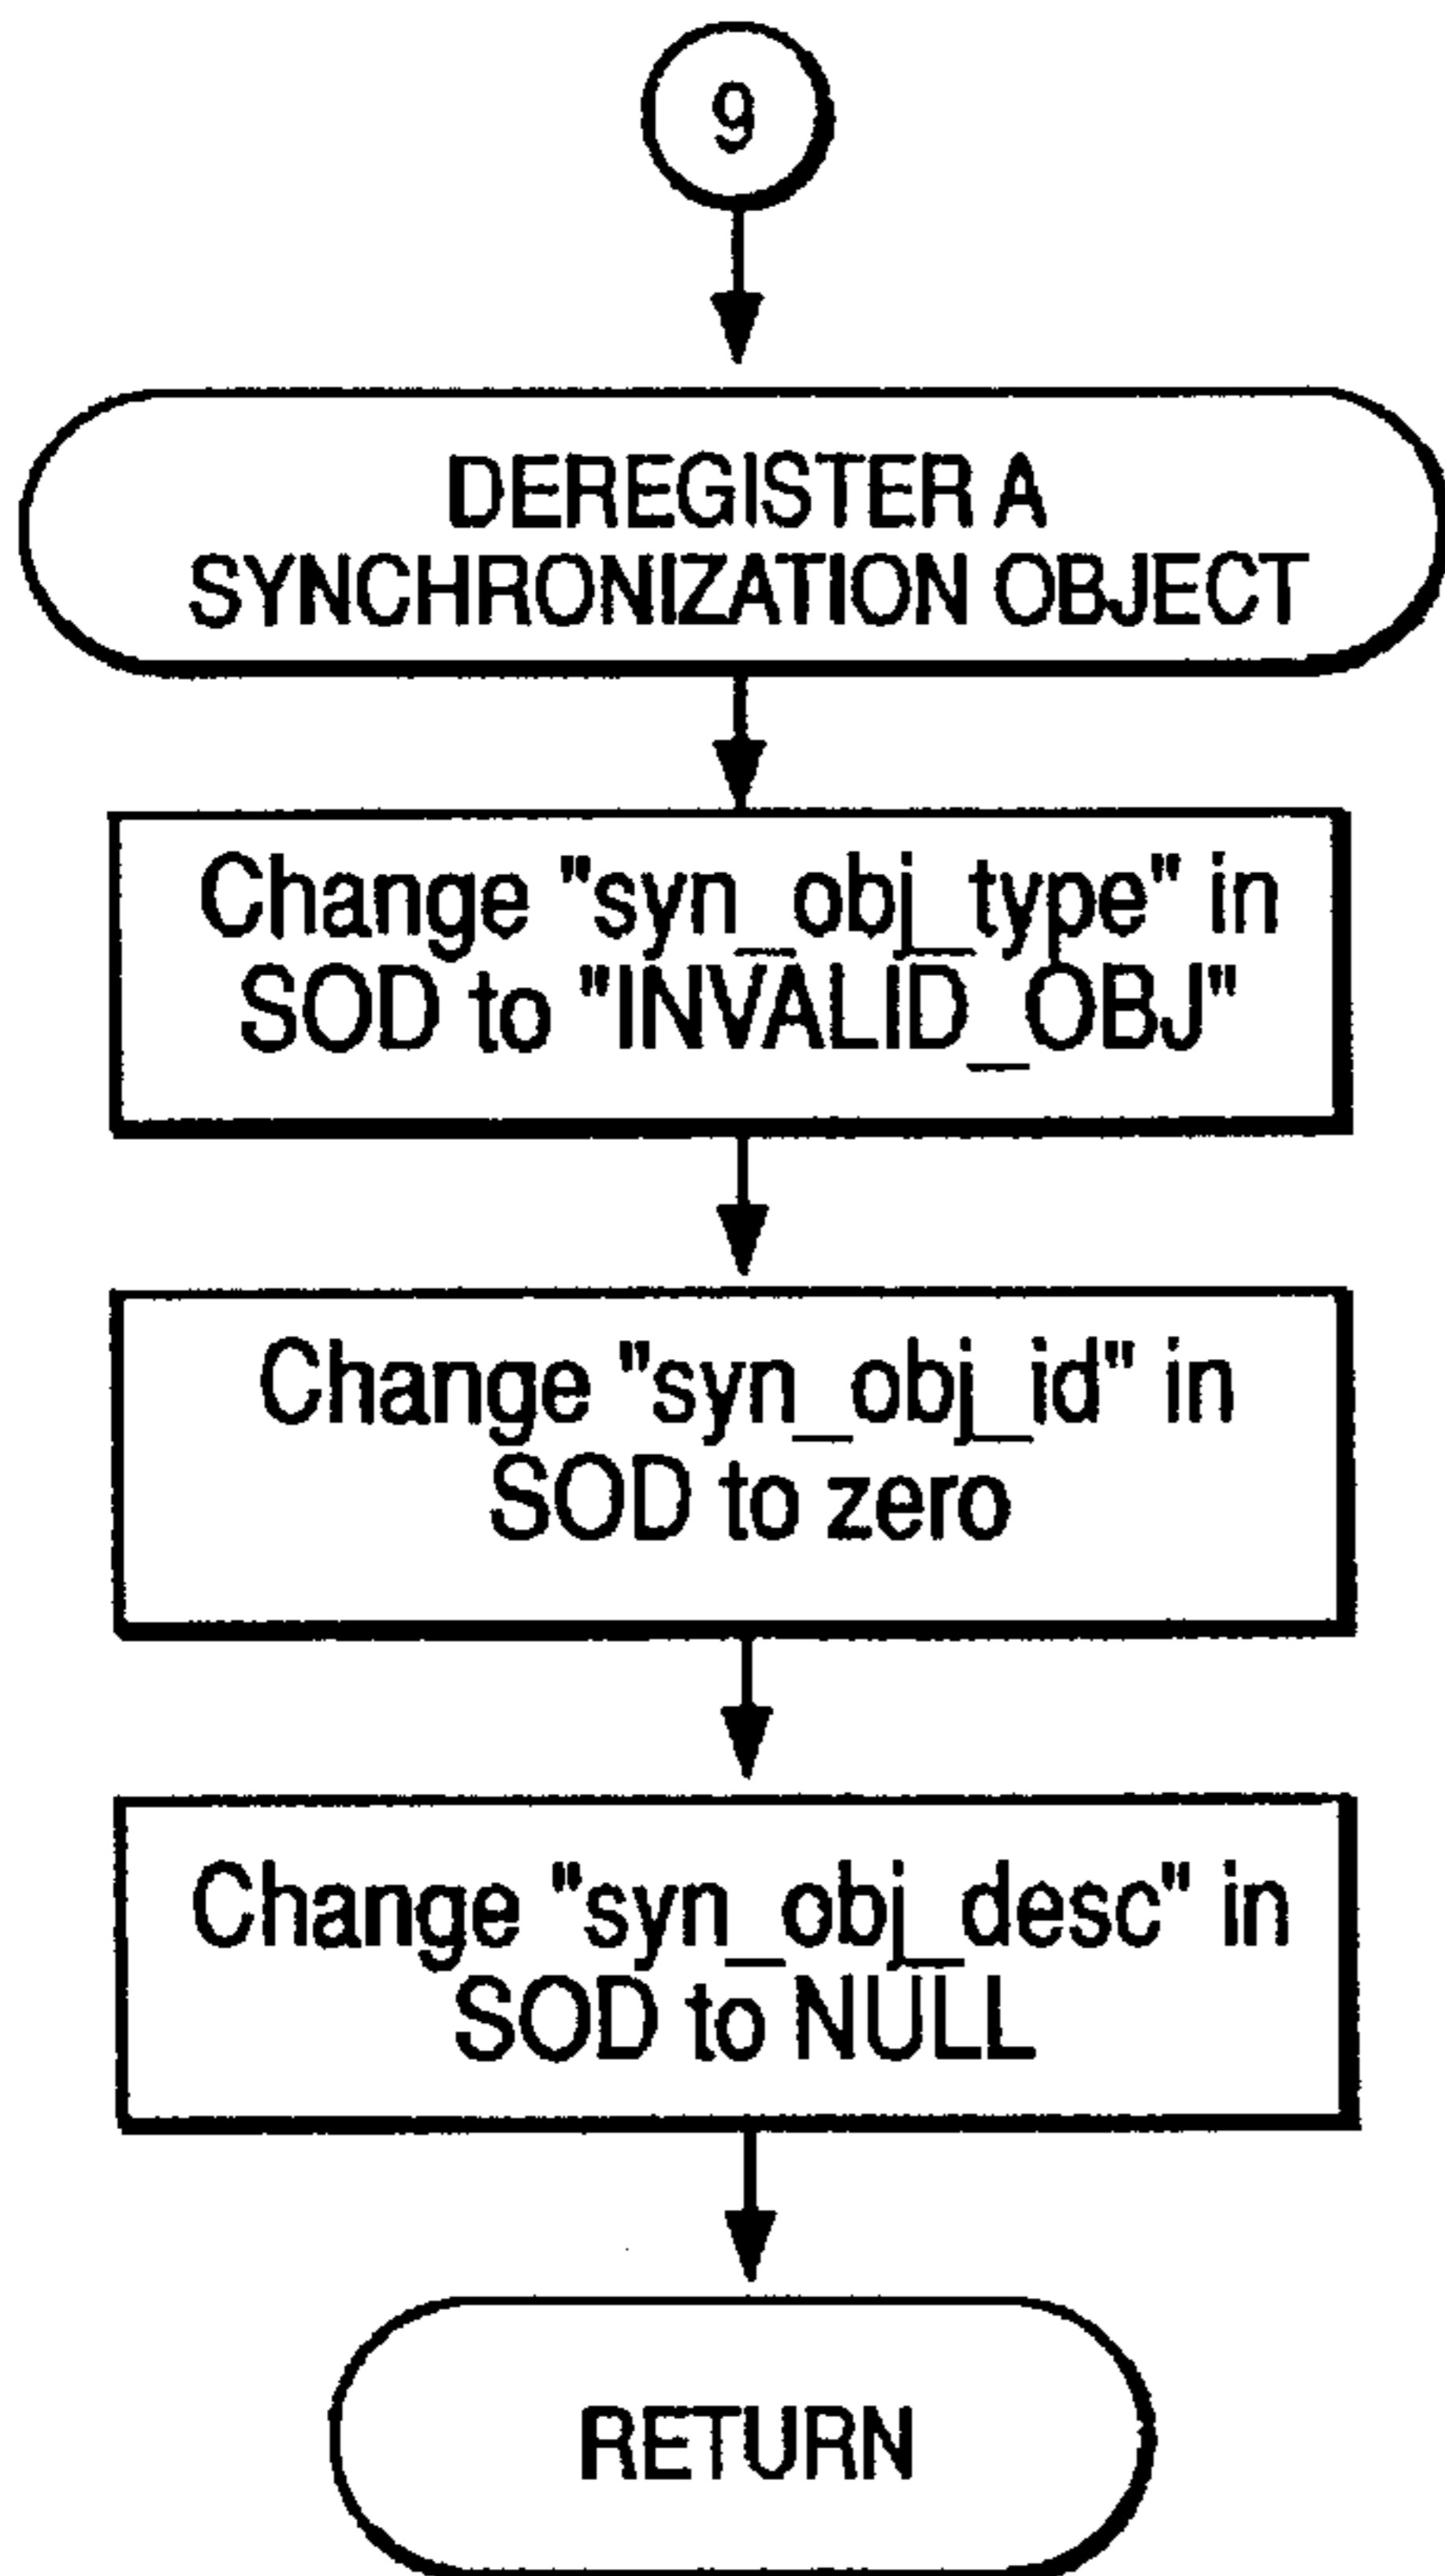 9
DEREGISTER A
SYNCHRONIZATION OBJECT
Change "syn_obj_type" in
SOD to "INVALID_OBJ"
Change "syn_obj_id" in
SOD to zero
Change "syn_obj_desc" in
SOD to NULL
RETURN